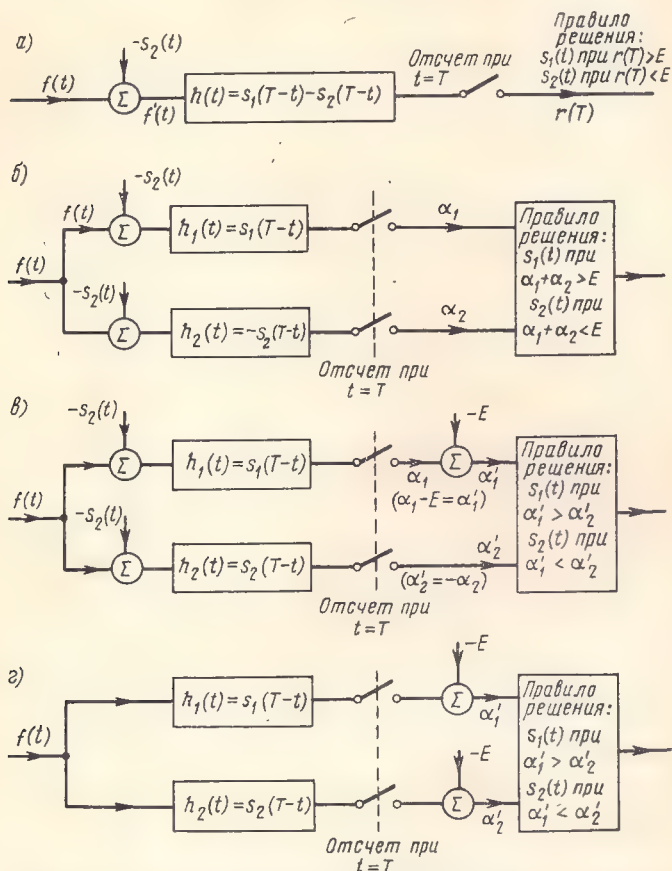 а)
-s₂(t)
f(t)
Σ
f'(t)
h(t)=s₁(T-t)-s₂(T-t)
Отсчет при
t=T
Правило
решения:
s₁(t) при r(T)>E
s₂(t) при r(T)<E
r(T)
б)
-s₂(t)
f(t)
f(t)
Σ
h₁(t)=s₁(T-t)
α₁
-s₂(t)
Σ
h₂(t)=-s₂(T-t)
α₂
Отсчет при
t=T
Правило
решения:
s₁(t) при
α₁+α₂>E
s₂(t) при
α₁+α₂<E
в)
-s₂(t)
f(t)
Σ
h₁(t)=s₁(T-t)
α₁
(α₁-E=α'₁)
-E
Σ
α'₁
-s₂(t)
Σ
h₂(t)=s₂(T-t)
α'₂
(α'₂=-α₂)
Отсчет при
t=T
Правило
решения:
s₁(t) при
α'₁>α'₂
s₂(t) при
α'₁<α'₂
г)
f(t)
h₁(t)=s₁(T-t)
-E
Σ
α'₁
h₂(t)=s₂(T-t)
-E
Σ
α'₂
Отсчет при
t=T
Правило
решения:
s₁(t) при
α'₁>α'₂
s₂(t) при
α'₁<α'₂